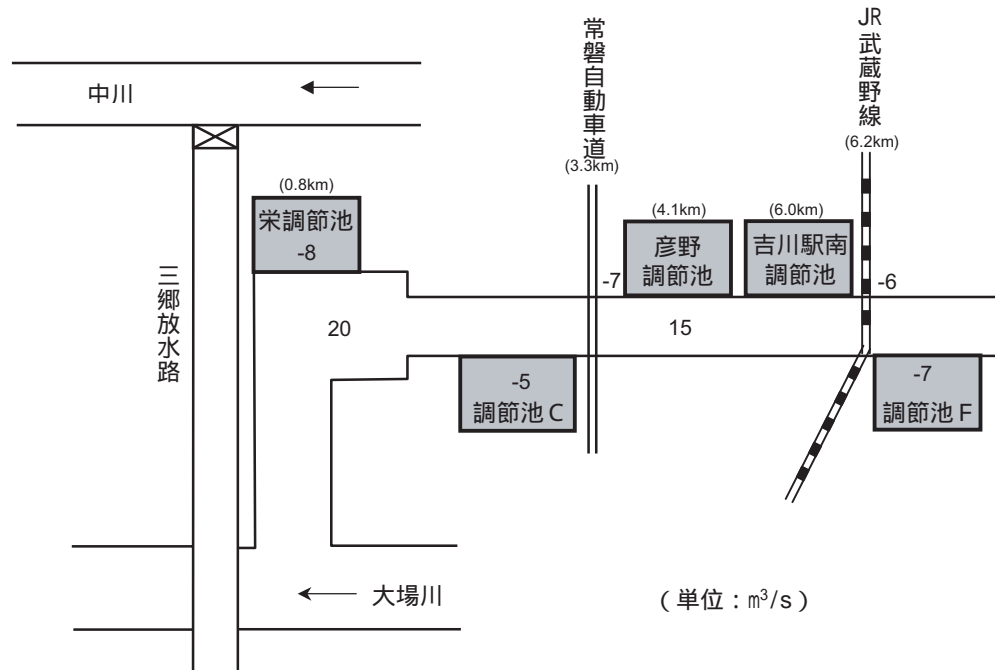 中川
常磐自動車道
(3.3km)
JR
武蔵野線
(6.2km)
(0.8km)
栄調節池
-8
三郷放水路
(4.1km)
彦野
調節池
(6.0km)
吉川駅南
調節池
-7
-6
20
15
-5
調節池C
-7
調節池F
大場川
(単位：m³/s)